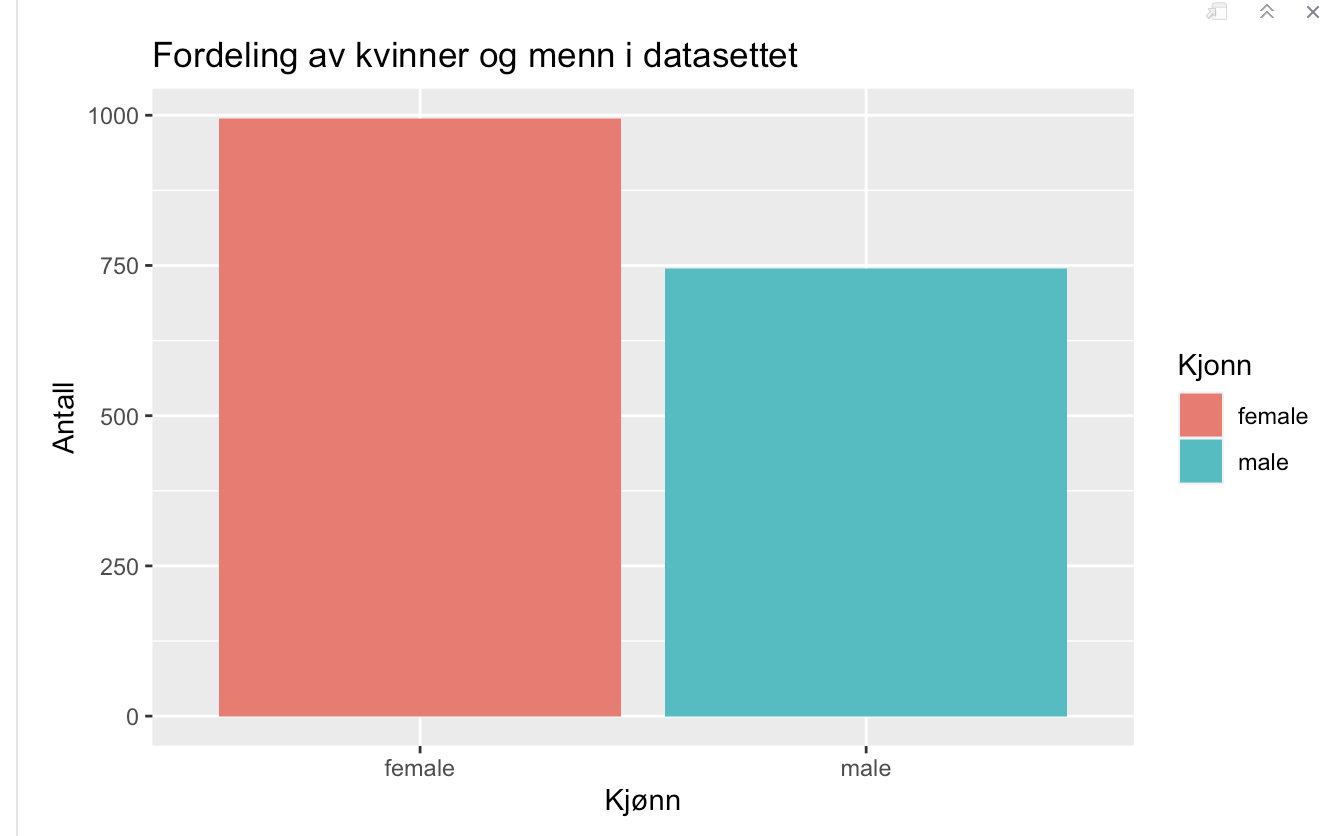 Fordeling av kvinner og menn i datasettet
1000
750
500
250
0
Antall
female
male
Kjønn
Kjonn
female
male